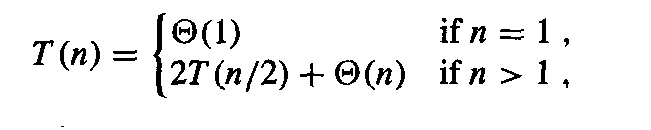 T(n) = { Θ(1) if n = 1 ,
2T(n/2) + Θ(n) if n > 1 ,